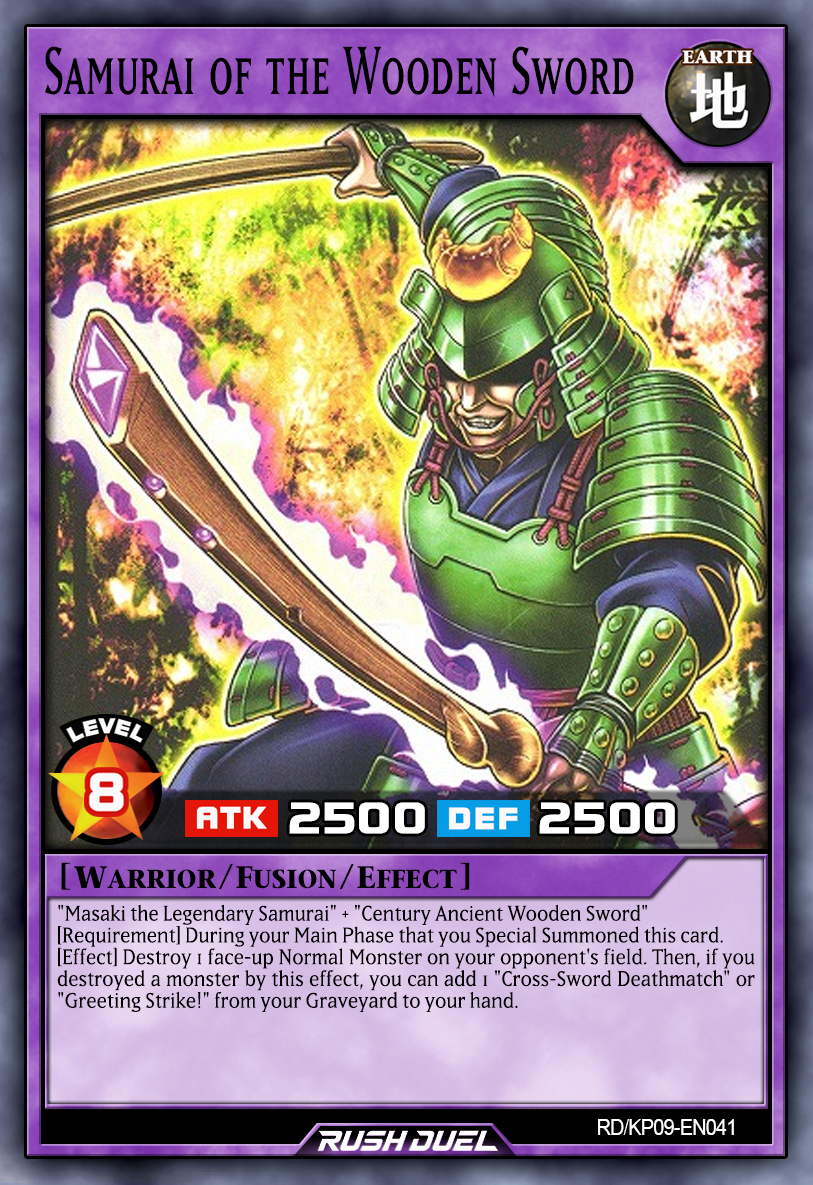 Samurai of the Wooden Sword
EARTH
地
LEVEL
8
ATK 2500 DEF 2500
[Warrior/Fusion/Effect]
"Masaki the Legendary Samurai" + "Century Ancient Wooden Sword"
[Requirement] During your Main Phase that you Special Summoned this card.
[Effect] Destroy 1 face-up Normal Monster on your opponent's field. Then, if you
destroyed a monster by this effect, you can add 1 "Cross-Sword Deathmatch" or
"Greeting Strike!" from your Graveyard to your hand.
RD/KP09-EN041
RUSH DUEL